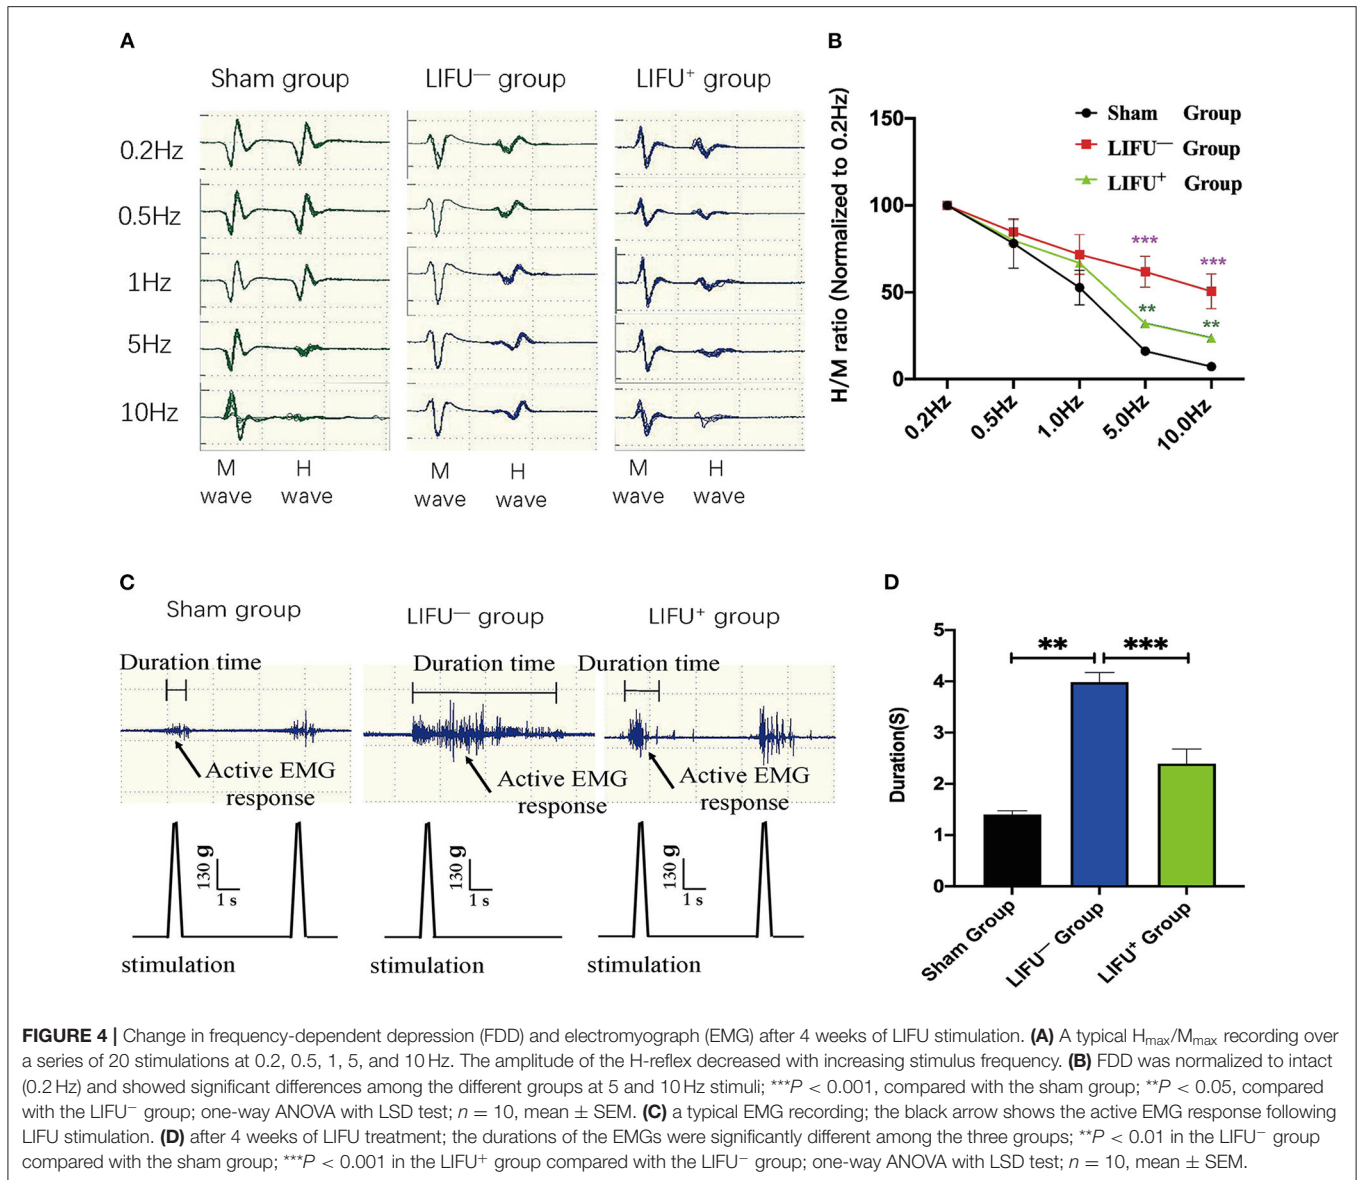 A
Sham group
LIFU— group
LIFU+ group
0.2Hz
0.5Hz
1Hz
5Hz
10Hz
M
wave
H
wave
M
wave
H
wave
M
wave
H
wave
B
H/M ratio (Normalized to 0.2Hz)
150
100
50
0
Sham Group
LIFU— Group
LIFU+ Group
***
***
**
**
0.2Hz
0.5Hz
1.0Hz
5.0Hz
10.0Hz
C
Sham group
LIFU— group
LIFU+ group
Duration time
Duration time
Duration time
Active EMG
response
Active EMG
response
Active EMG
response
130 g
1 s
130 g
1 s
130 g
1 s
stimulation
stimulation
stimulation
D
Duration(S)
5
4
3
2
1
0
**
***
Sham Group
LIFU— Group
LIFU+ Group
FIGURE 4 | Change in frequency-dependent depression (FDD) and electromyograph (EMG) after 4 weeks of LIFU stimulation. (A) A typical Hmax/Mmax recording over
a series of 20 stimulations at 0.2, 0.5, 1, 5, and 10 Hz. The amplitude of the H-reflex decreased with increasing stimulus frequency. (B) FDD was normalized to intact
(0.2 Hz) and showed significant differences among the different groups at 5 and 10 Hz stimuli; ***P < 0.001, compared with the sham group; **P < 0.05, compared
with the LIFU− group; one-way ANOVA with LSD test; n = 10, mean ± SEM. (C) a typical EMG recording; the black arrow shows the active EMG response following
LIFU stimulation. (D) after 4 weeks of LIFU treatment; the durations of the EMGs were significantly different among the three groups; **P < 0.01 in the LIFU− group
compared with the sham group; ***P < 0.001 in the LIFU+ group compared with the LIFU− group; one-way ANOVA with LSD test; n = 10, mean ± SEM.